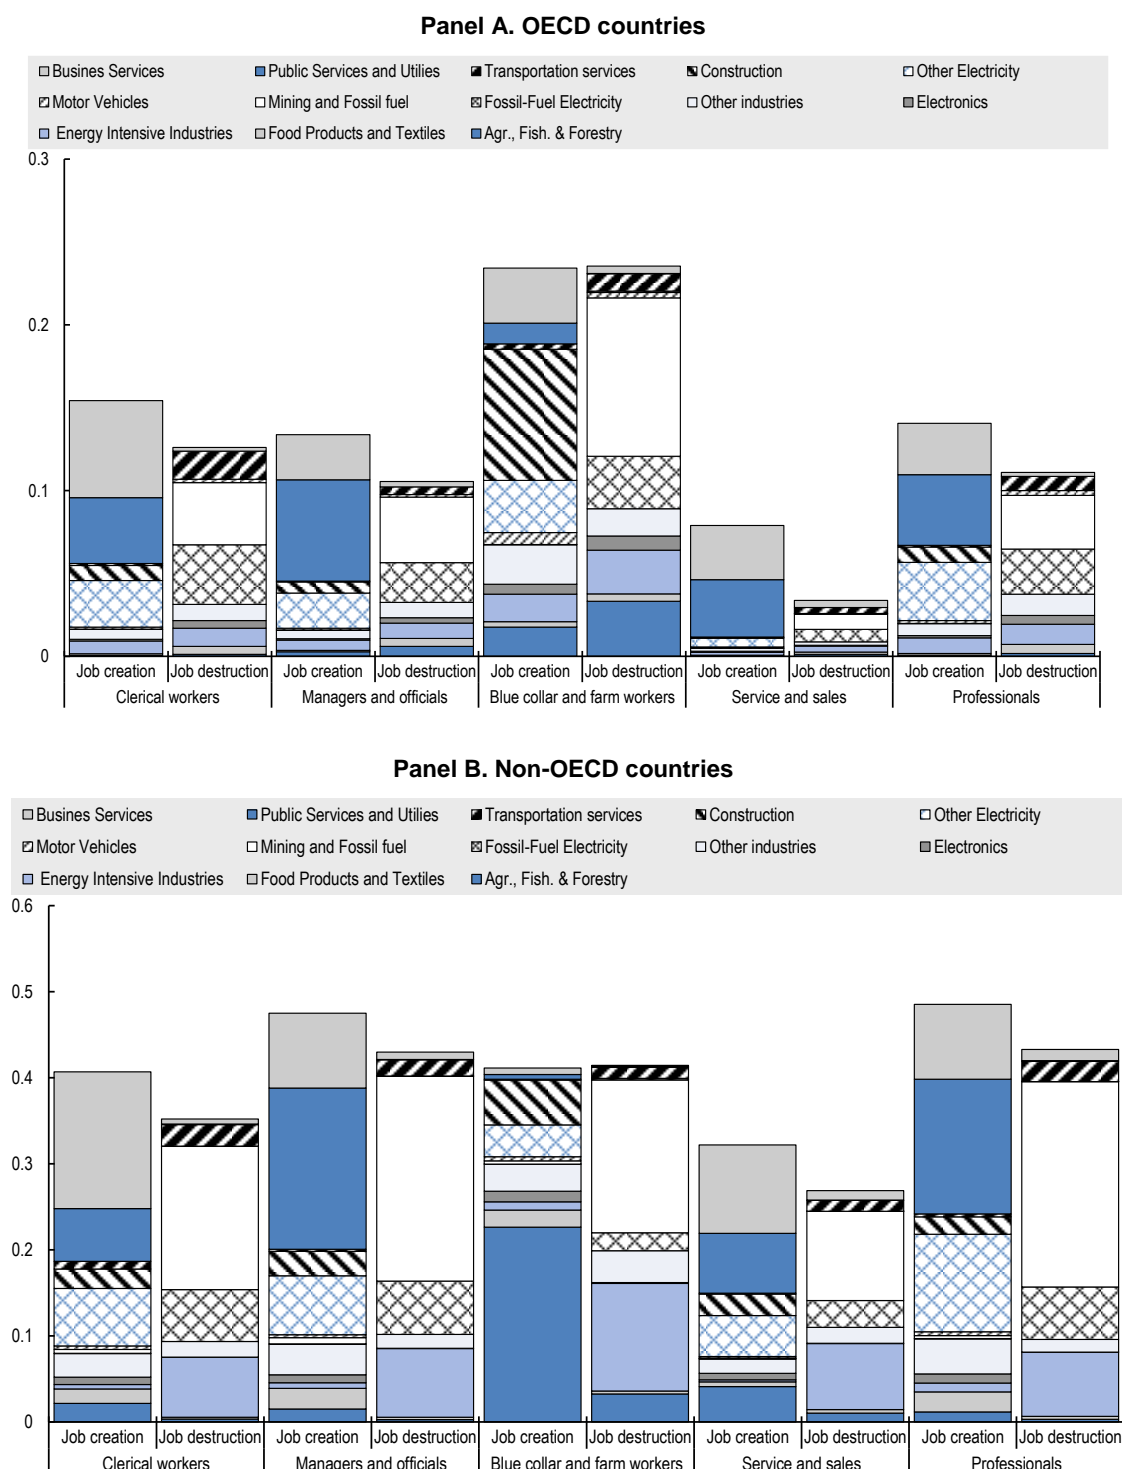 Panel A. OECD countries
Busines Services Public Services and Utilies Transportation services Construction Other Electricity
Motor Vehicles Mining and Fossil fuel Fossil-Fuel Electricity Other industries Electronics
Energy Intensive Industries Food Products and Textiles Agr., Fish. & Forestry
0.3
0.2
0.1
0
Job creation Job destruction Job creation Job destruction Job creation Job destruction Job creation Job destruction Job creation Job destruction
Clerical workers Managers and officials Blue collar and farm workers Service and sales Professionals
Panel B. Non-OECD countries
Busines Services Public Services and Utilies Transportation services Construction Other Electricity
Motor Vehicles Mining and Fossil fuel Fossil-Fuel Electricity Other industries Electronics
Energy Intensive Industries Food Products and Textiles Agr., Fish. & Forestry
0.6
0.5
0.4
0.3
0.2
0.1
0
Job creation Job destruction Job creation Job destruction Job creation Job destruction Job creation Job destruction Job creation Job destruction
Clerical workers Managers and officials Blue collar and farm workers Service and sales Professionals